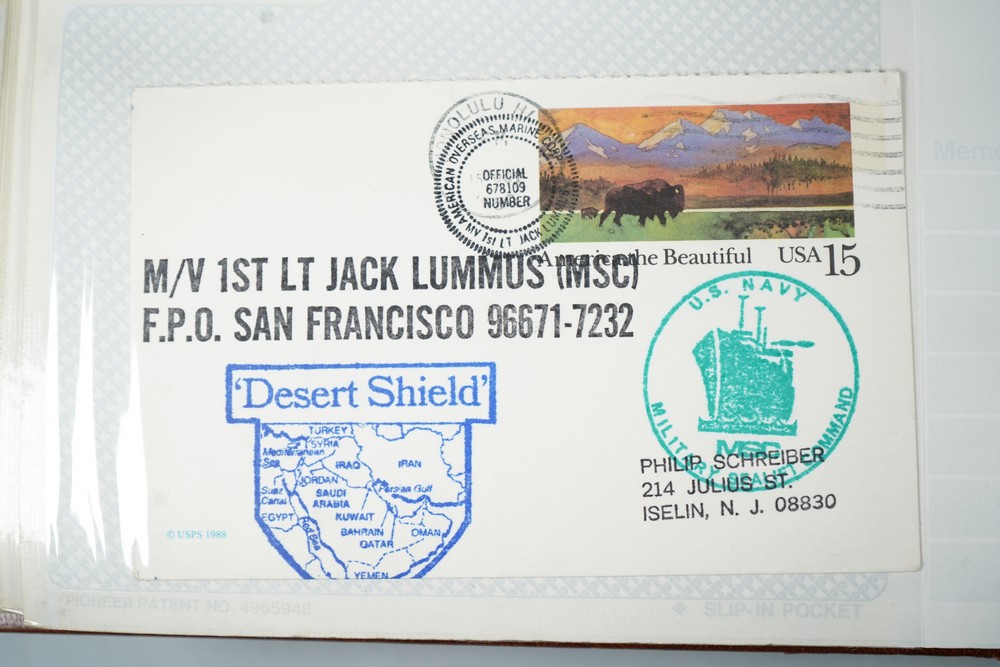 HONOLULU HA
AMERICAN OVERSEAS MARINE CORP
OFFICIAL
678109
NUMBER
MV 1st LT JACK LUMMUS
America the Beautiful USA 15
M/V 1ST LT JACK LUMMUS (MSC)
F.P.O. SAN FRANCISCO 96671-7232
U.S. NAVY
MSC
MILITARY SEALIFT COMMAND
'Desert Shield'
TURKEY
SYRIA
Mediterranean
Sea
IRAQ
IRAN
JORDAN
Suez
Canal
SAUDI
ARABIA
Persian Gulf
EGYPT
KUWAIT
Red Sea
BAHRAIN
OMAN
QATAR
YEMEN
PHILIP SCHREIBER
214 JULIUS ST.
ISELIN, N. J. 08830
© USPS 1988
PIONEER PATENT NO. 4965948
SLIP-IN POCKET
Memo